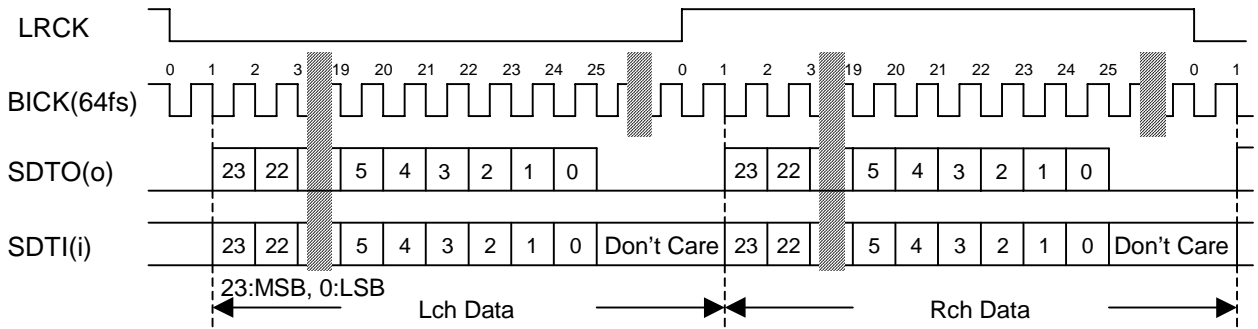 LRCK
0 1 2 3 19 20 21 22 23 24 25 0 1 2 3 19 20 21 22 23 24 25 0 1
BICK(64fs)
SDTO(o) 23 22 5 4 3 2 1 0 23 22 5 4 3 2 1 0
SDTI(i) 23 22 5 4 3 2 1 0 Don't Care 23 22 5 4 3 2 1 0 Don't Care
23:MSB, 0:LSB
Lch Data Rch Data